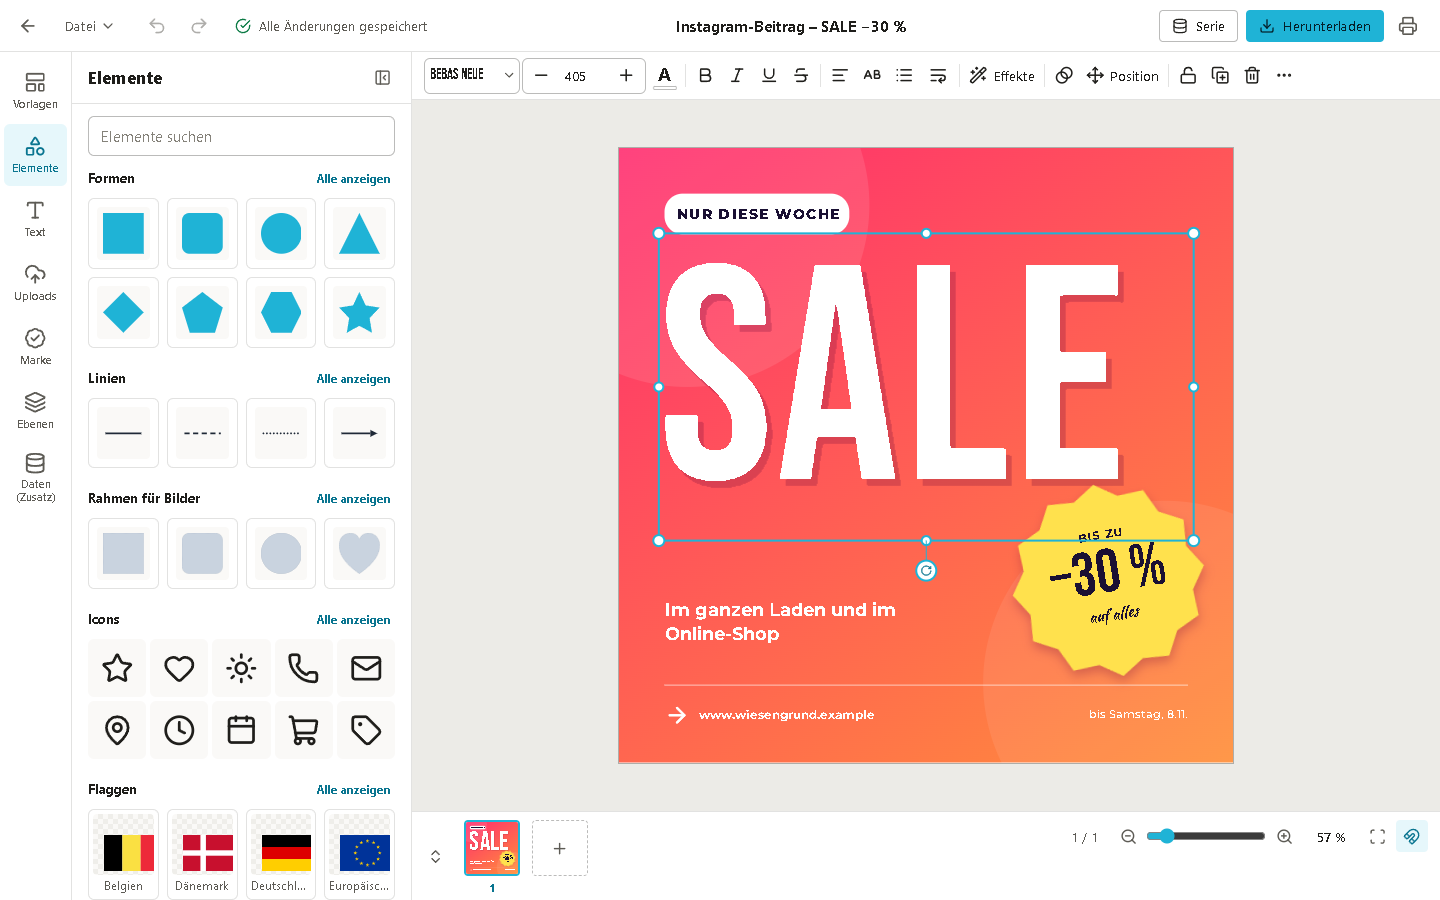 Datei
Alle Änderungen gespeichert
Instagram-Beitrag – SALE −30 %
Serie
Herunterladen
Vorlagen
Elemente
Text
Uploads
Marke
Ebenen
Daten
(Zusatz)
Elemente
Elemente suchen
Formen
Alle anzeigen
Linien
Alle anzeigen
Rahmen für Bilder
Alle anzeigen
Icons
Alle anzeigen
Flaggen
Alle anzeigen
Belgien
Dänemark
Deutschl...
Europäisc...
BEBAS NEUE
405
A
B
I
U
S
AB
Effekte
Position
NUR DIESE WOCHE
SALE
BIS ZU
−30 %
auf alles
Im ganzen Laden und im
Online-Shop
www.wiesengrund.example
bis Samstag, 8.11.
SALE
1
1 / 1
57 %